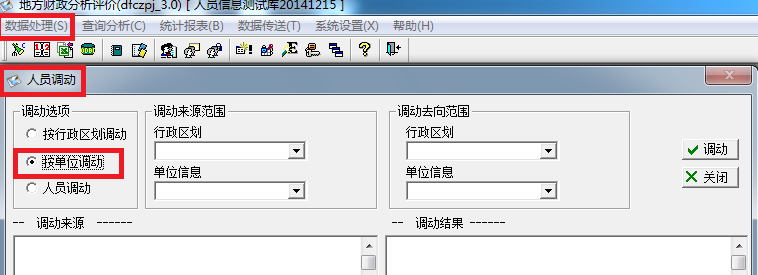 地方财政分析评价(dfczpj_3.0) [ 人员信息测试库20141215 ]
数据处理(S) 查询分析(C) 统计报表(B) 数据传送(T) 系统设置(X) 帮助(H)
人员调动
调动选项 调动来源范围 调动去向范围
按行政区划调动 行政区划 行政区划
按单位调动 调动
单位信息 单位信息
人员调动 关闭
-- 调动来源 ------ -- 调动结果 ------